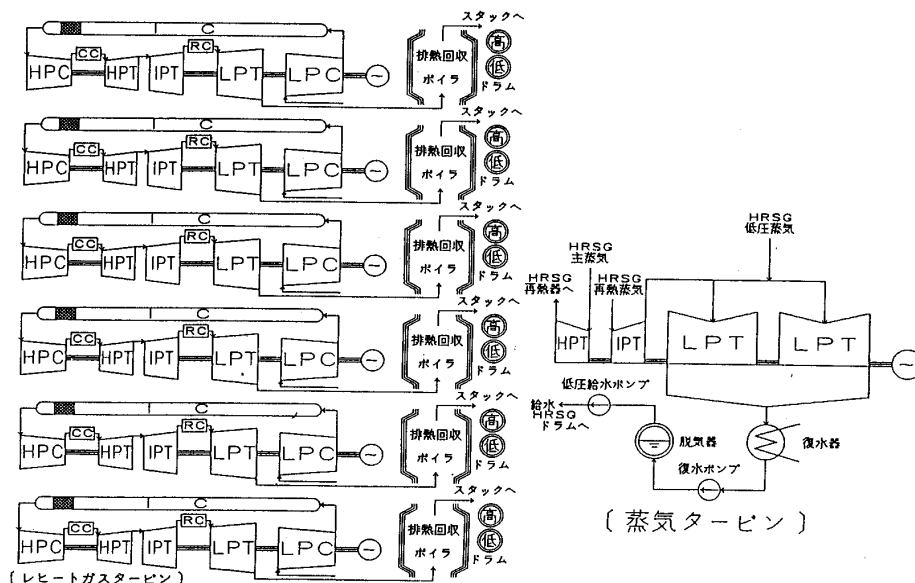 スタックへ
C
CC
RC
HPC
HPT
IPT
LPT
LPC
~
排熱回収
ボイラ
高
低
ドラム
スタックへ
C
CC
RC
HPC
HPT
IPT
LPT
LPC
~
排熱回収
ボイラ
高
低
ドラム
スタックへ
C
CC
RC
HPC
HPT
IPT
LPT
LPC
~
排熱回収
ボイラ
高
低
ドラム
スタックへ
C
CC
RC
HPC
HPT
IPT
LPT
LPC
~
排熱回収
ボイラ
高
低
ドラム
スタックへ
C
CC
RC
HPC
HPT
IPT
LPT
LPC
~
排熱回収
ボイラ
高
低
ドラム
スタックへ
C
CC
RC
HPC
HPT
IPT
LPT
LPC
~
排熱回収
ボイラ
高
低
ドラム
〔レヒートガスタービン〕
HRSG
低圧蒸気
HRSG
主蒸気
HRSG
再熱器へ
HRSG
再熱蒸気
HPT
IPT
LPT
LPT
~
低圧給水ポンプ
給水
HRSG
ドラムへ
脱気器
復水器
復水ポンプ
〔蒸気タービン〕